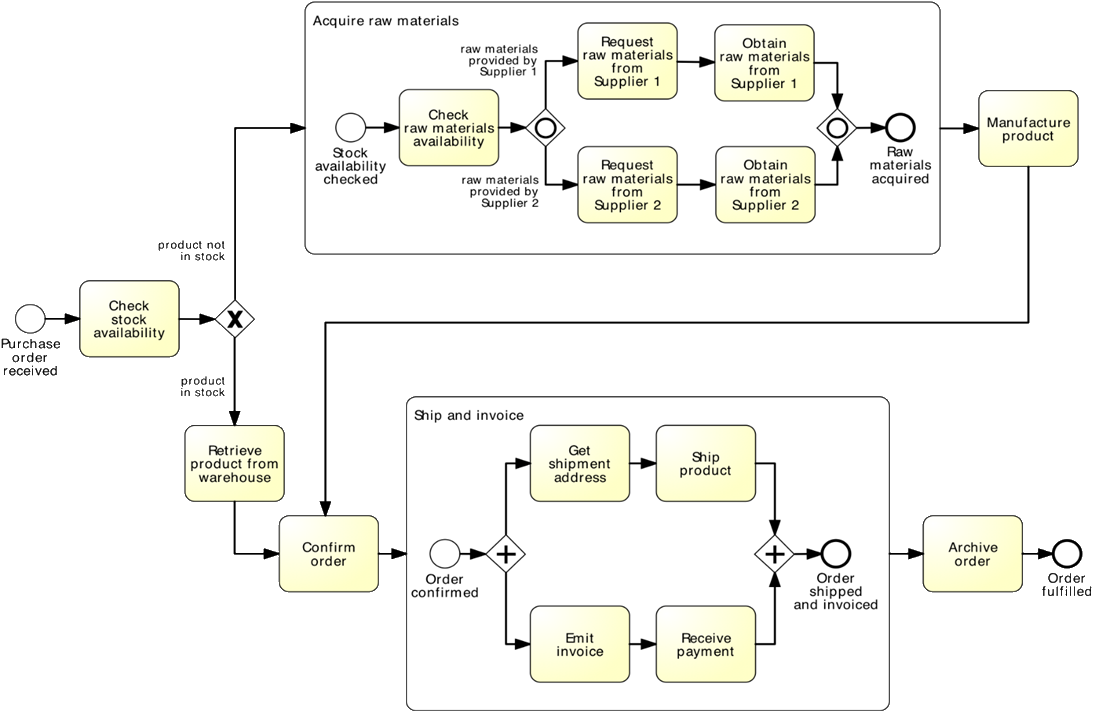 Acquire raw materials
raw materials
provided by
Supplier 1
Request
raw materials
from
Supplier 1
Obtain
raw materials
from
Supplier 1
Stock
availability
checked
Check
raw materials
availability
Raw
materials
acquired
Manufacture
product
raw materials
provided by
Supplier 2
Request
raw materials
from
Supplier 2
Obtain
raw materials
from
Supplier 2
product not
in stock
Purchase
order
received
Check
stock
availability
product
in stock
Retrieve
product from
warehouse
Confirm
order
Ship and invoice
Get
shipment
address
Ship
product
Order
confirmed
Order
shipped
and invoiced
Emit
invoice
Receive
payment
Archive
order
Order
fulfilled